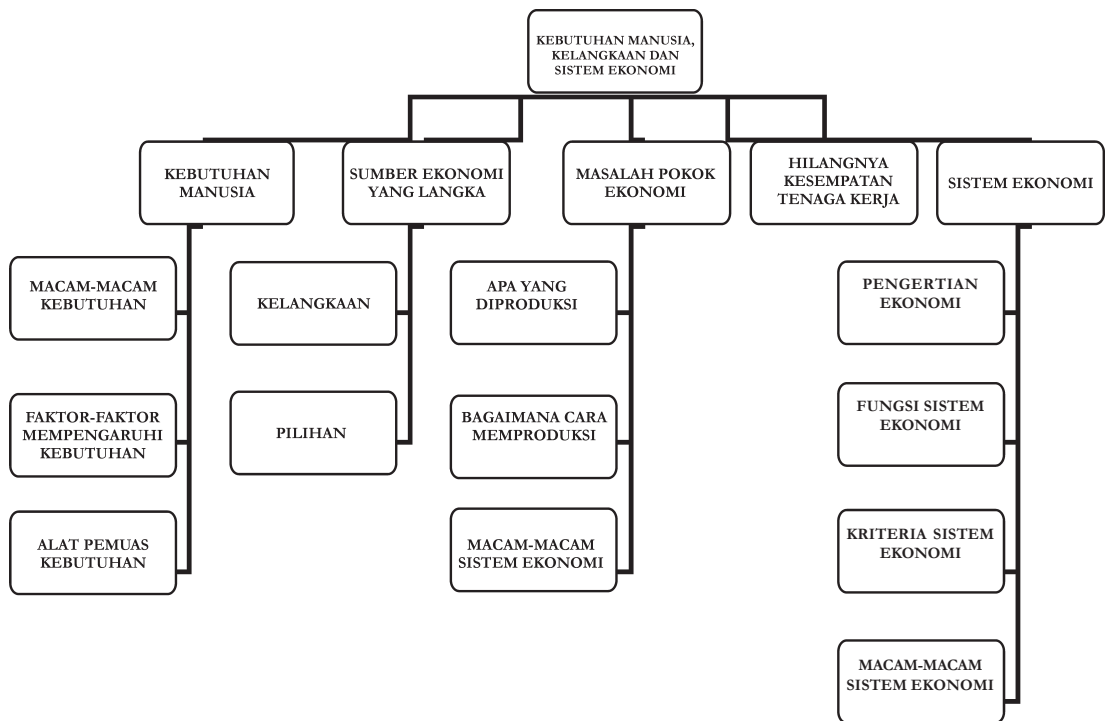 KEBUTUHAN MANUSIA,
KELANGKAAN DAN
SISTEM EKONOMI
KEBUTUHAN
MANUSIA
SUMBER EKONOMI
YANG LANGKA
MASALAH POKOK
EKONOMI
HILANGNYA
KESEMPATAN
TENAGA KERJA
SISTEM EKONOMI
MACAM-MACAM
KEBUTUHAN
FAKTOR-FAKTOR
MEMPENGARUHI
KEBUTUHAN
ALAT PEMUAS
KEBUTUHAN
KELANGKAAN
PILIHAN
APA YANG
DIPRODUKSI
BAGAIMANA CARA
MEMPRODUKSI
MACAM-MACAM
SISTEM EKONOMI
PENGERTIAN
EKONOMI
FUNGSI SISTEM
EKONOMI
KRITERIA SISTEM
EKONOMI
MACAM-MACAM
SISTEM EKONOMI